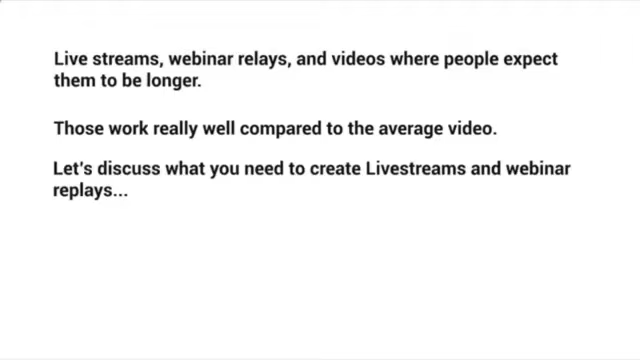 Live streams, webinar relays, and videos where people expect
them to be longer.
Those work really well compared to the average video.
Let's discuss what you need to create Livestreams and webinar
replays...